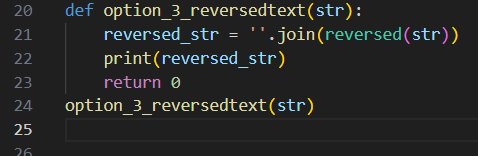 20 def option_3_reversedtext(str):
21     reversed_str = ''.join(reversed(str))
22     print(reversed_str)
23     return 0
24 option_3_reversedtext(str)
25
26